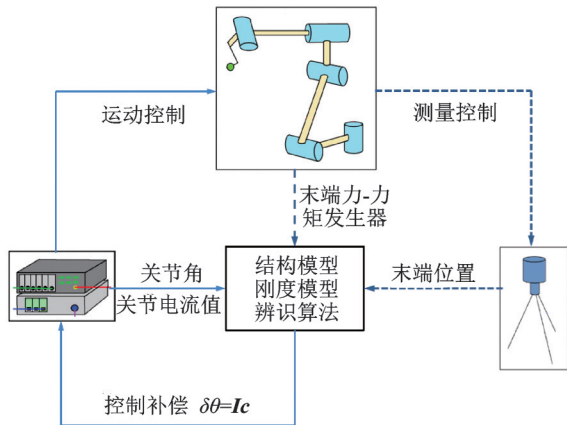 运动控制
测量控制
末端力-力
矩发生器
关节角
关节电流值
结构模型
刚度模型
辨识算法
末端位置
控制补偿 δθ=Ic